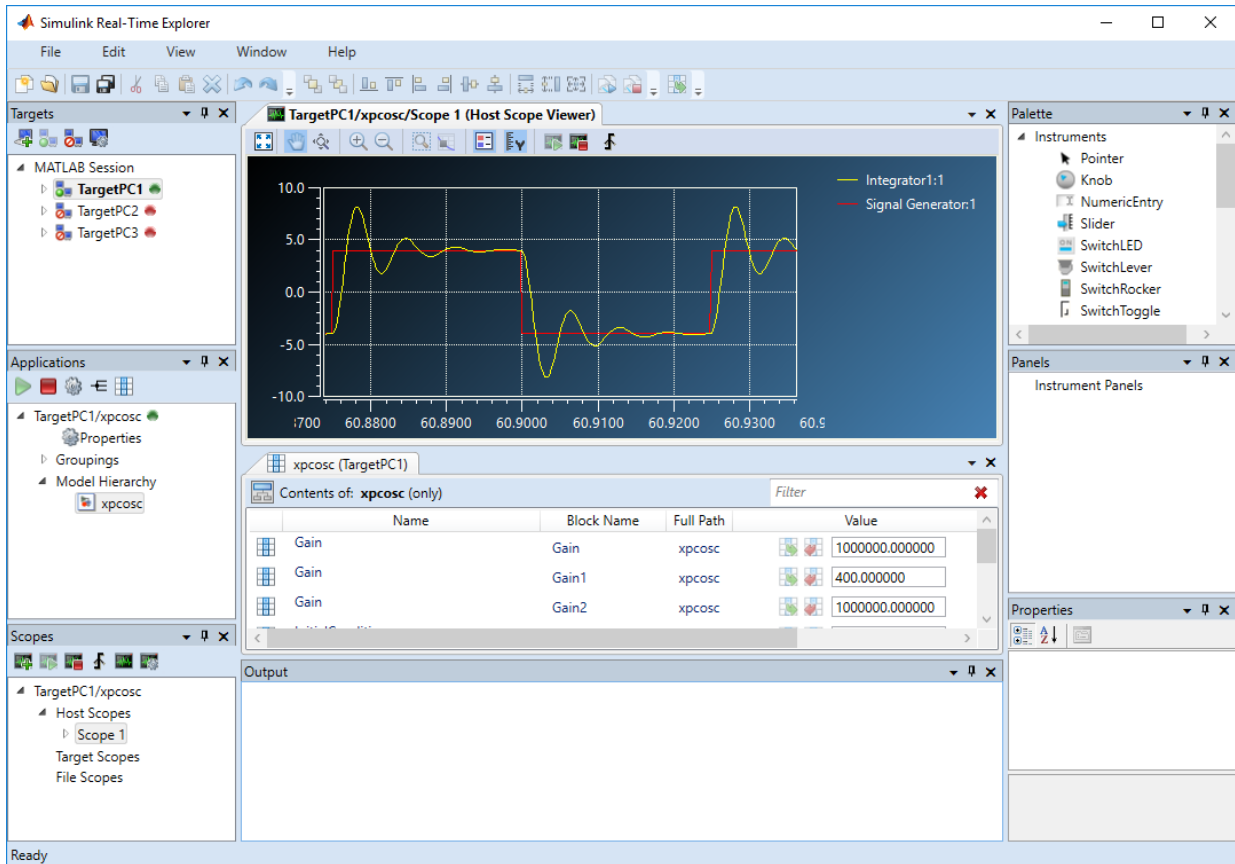 Simulink Real-Time Explorer
File Edit View Window Help
Targets
MATLAB Session
TargetPC1
TargetPC2
TargetPC3
Applications
TargetPC1/xpcosc
Properties
Groupings
Model Hierarchy
xpcosc
Scopes
TargetPC1/xpcosc
Host Scopes
Scope 1
Target Scopes
File Scopes
TargetPC1/xpcosc/Scope 1 (Host Scope Viewer)
Integrator1:1
Signal Generator:1
10.0
5.0
0.0
-5.0
-10.0
60.8800 60.8900 60.9000 60.9100 60.9200 60.9300
xpcosc (TargetPC1)
Contents of: xpcosc (only) Filter
Name Block Name Full Path Value
Gain Gain xpcosc 1000000.000000
Gain Gain1 xpcosc 400.000000
Gain Gain2 xpcosc 1000000.000000
Output
Palette
Instruments
Pointer
Knob
NumericEntry
Slider
SwitchLED
SwitchLever
SwitchRocker
SwitchToggle
Panels
Instrument Panels
Properties
Ready